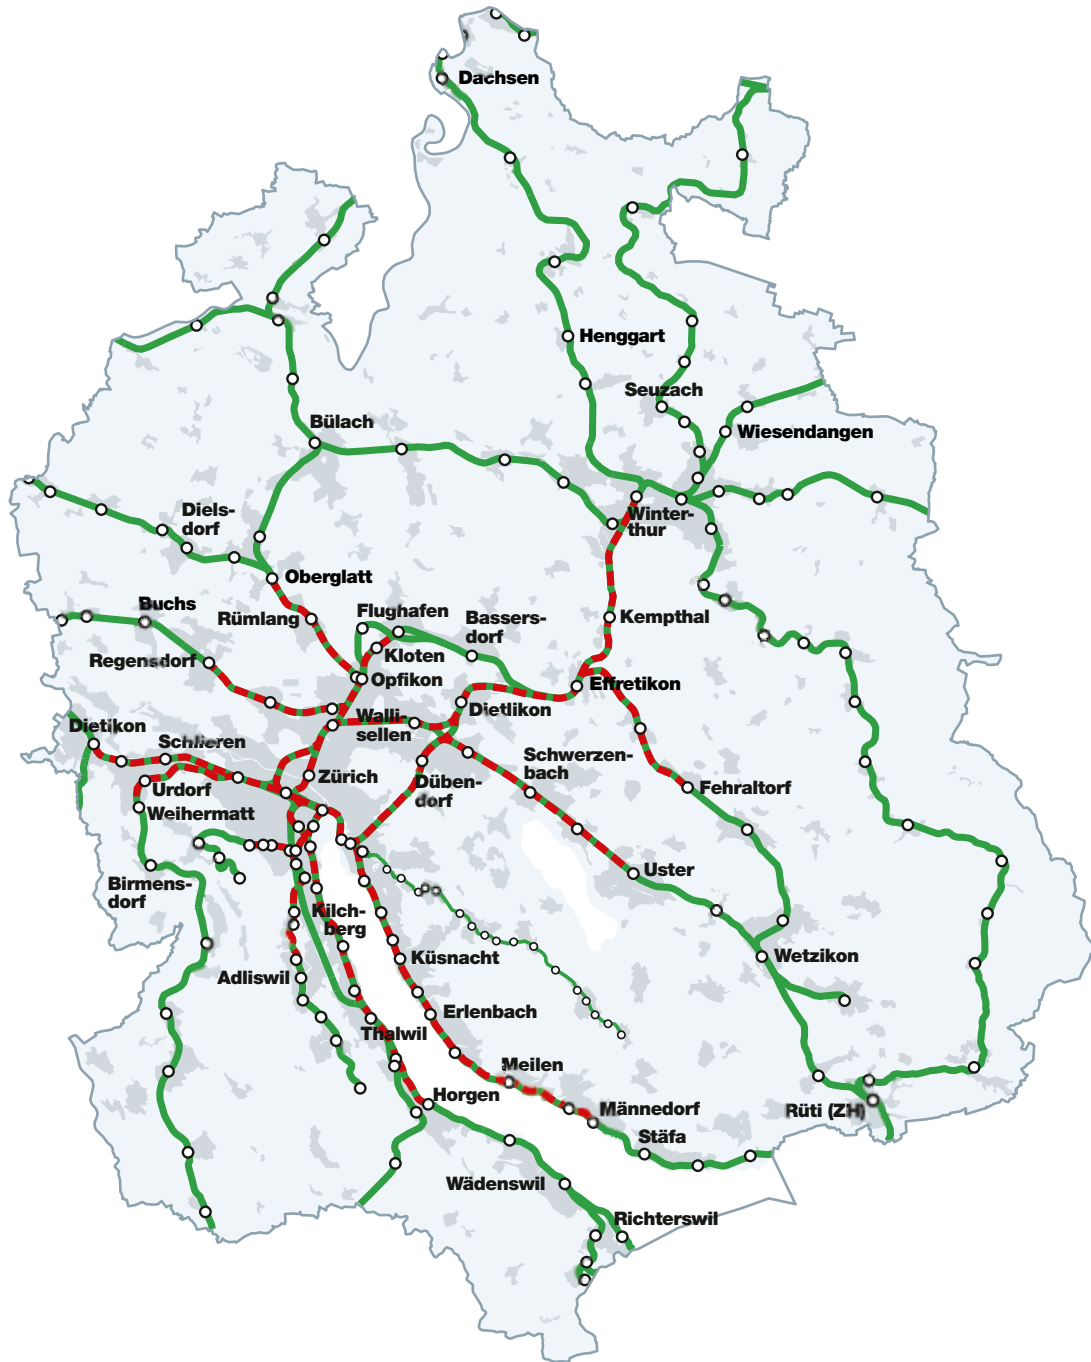 Dachsen
Henggart
Seuzach
Bülach
Wiesendangen
Diels-
dorf
Winter-
thur
Oberglatt
Buchs
Rümlang
Flughafen
Bassers-
dorf
Kempthal
Regensdorf
Kloten
Opfikon
Effretikon
Dietikon
Walli-
sellen
Dietlikon
Schlieren
Zürich
Schwerzen-
bach
Urdorf
Düben-
dorf
Fehraltorf
Weihermatt
Birmens-
dorf
Uster
Kilch-
berg
Küsnacht
Wetzikon
Adliswil
Erlenbach
Thalwil
Meilen
Horgen
Männedorf
Rüti (ZH)
Stäfa
Wädenswil
Richterswil